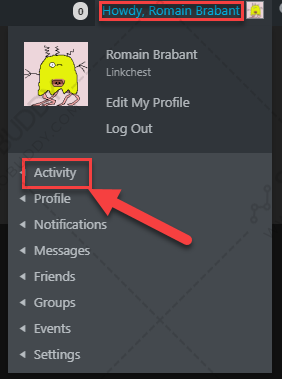 0 Howdy, Romain Brabant
Romain Brabant
Linkchest
Edit My Profile
Log Out
Activity
Profile
Notifications
Messages
Friends
Groups
Events
Settings